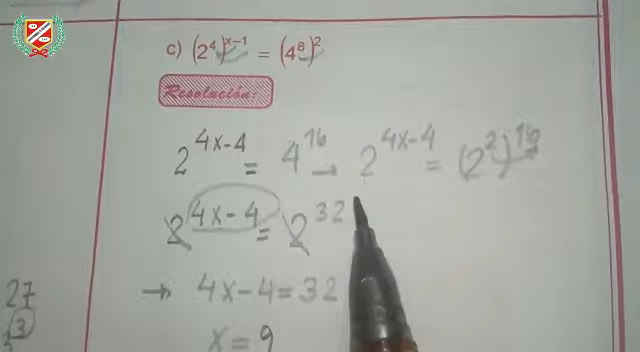 c) (2⁴)ˣ⁻¹ = (4⁸)²
Resolución:
2⁴ˣ⁻⁴ = 4¹⁶ → 2⁴ˣ⁻⁴ = (2²)¹⁶
2⁴ˣ⁻⁴ = 2³²
27
→ 4x-4=32
3
x=9